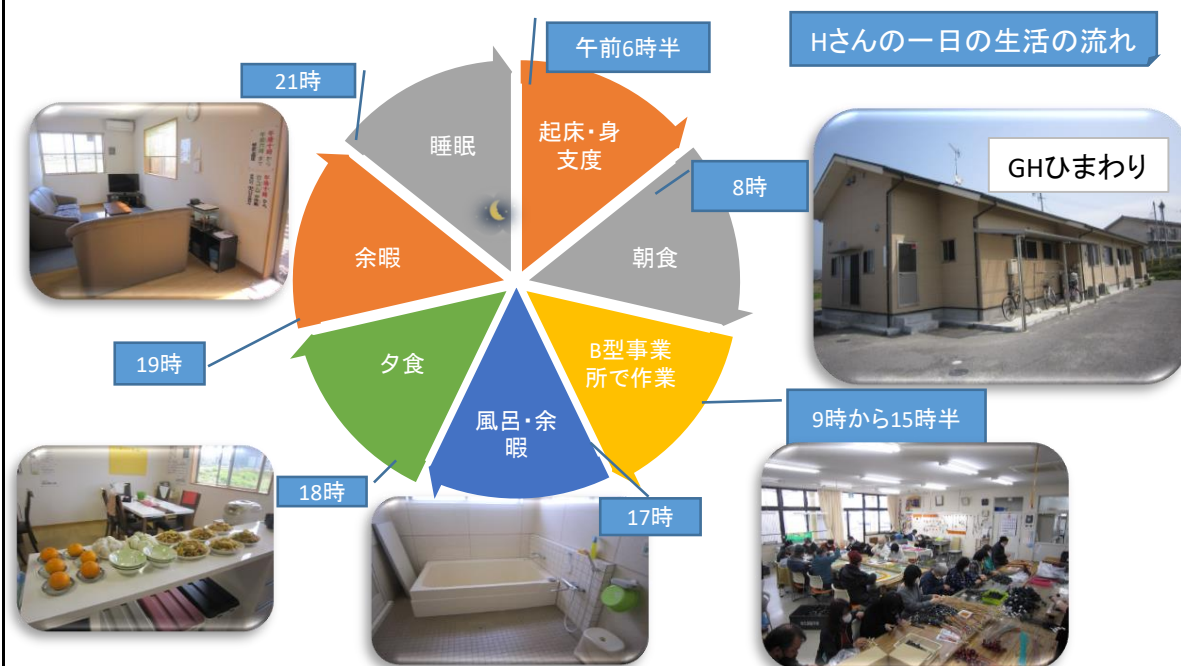 Hさんの一日の生活の流れ
午前6時半
起床・身
支度
8時
朝食
9時から15時半
B型事業
所で作業
17時
風呂・余
暇
18時
夕食
19時
余暇
21時
睡眠
GHひまわり